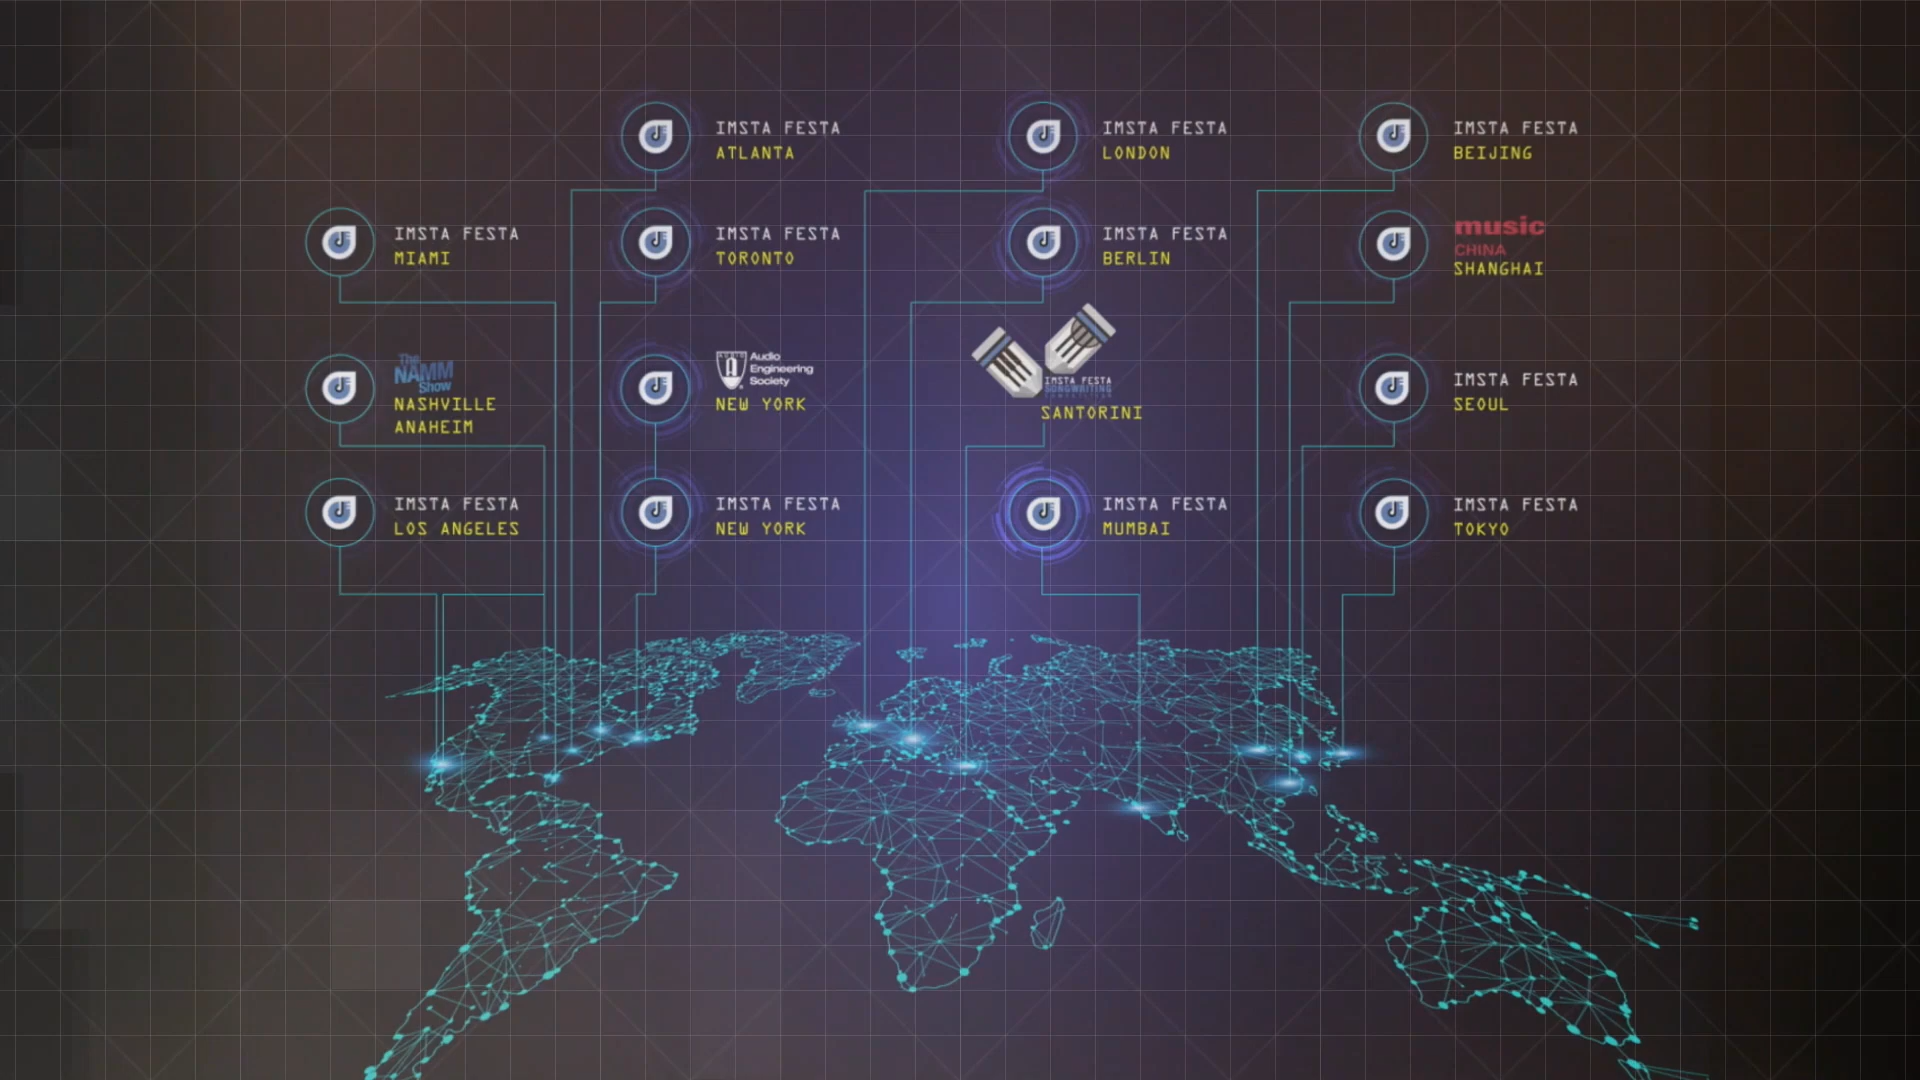 IMSTA FESTA
ATLANTA
IMSTA FESTA
LONDON
IMSTA FESTA
BEIJING
IMSTA FESTA
MIAMI
IMSTA FESTA
TORONTO
IMSTA FESTA
BERLIN
music
CHINA
SHANGHAI
The
NAMM
Show
NASHVILLE
ANAHEIM
Audio
Engineering
Society
NEW YORK
IMSTA FESTA
SONGWRITING
SANTORINI
IMSTA FESTA
SEOUL
IMSTA FESTA
LOS ANGELES
IMSTA FESTA
NEW YORK
IMSTA FESTA
MUMBAI
IMSTA FESTA
TOKYO